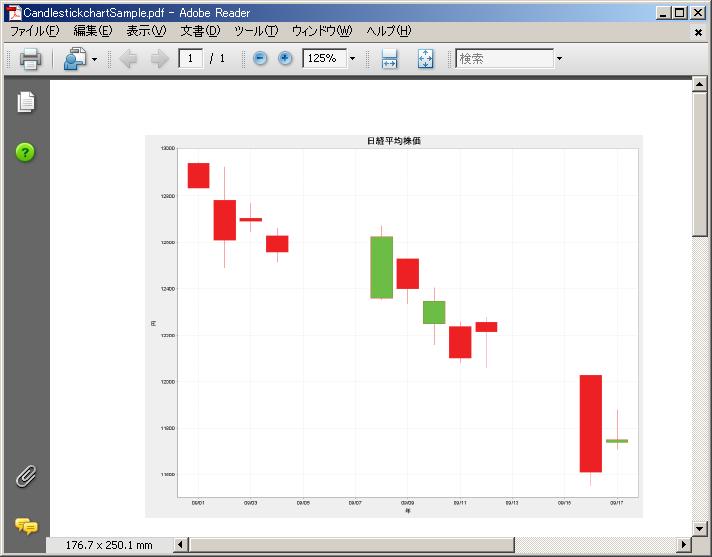 CandlestickchartSample.pdf - Adobe Reader
ファイル(F) 編集(E) 表示(V) 文書(D) ツール(T) ウィンドウ(W) ヘルプ(H)
1 / 1 125% 検索
日経平均株価
13000
12800
12600
12400
12200
12000
11800
11600
円
09/01 09/03 09/05 09/07 09/09 09/11 09/13 09/15 09/17
年
176.7 x 250.1 mm